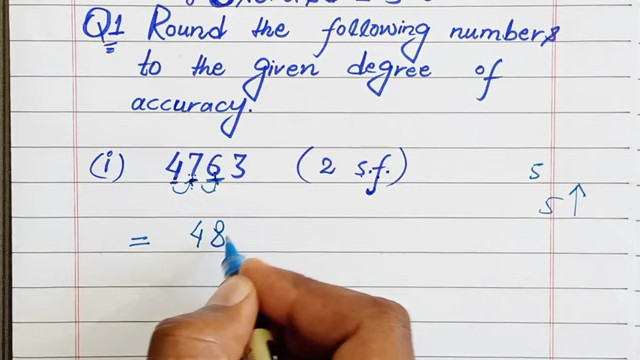 Q1 Round the following numbers
to the given degree of
accuracy.
(i) 4763 (2 s.f.)
5
5 ↑
= 48